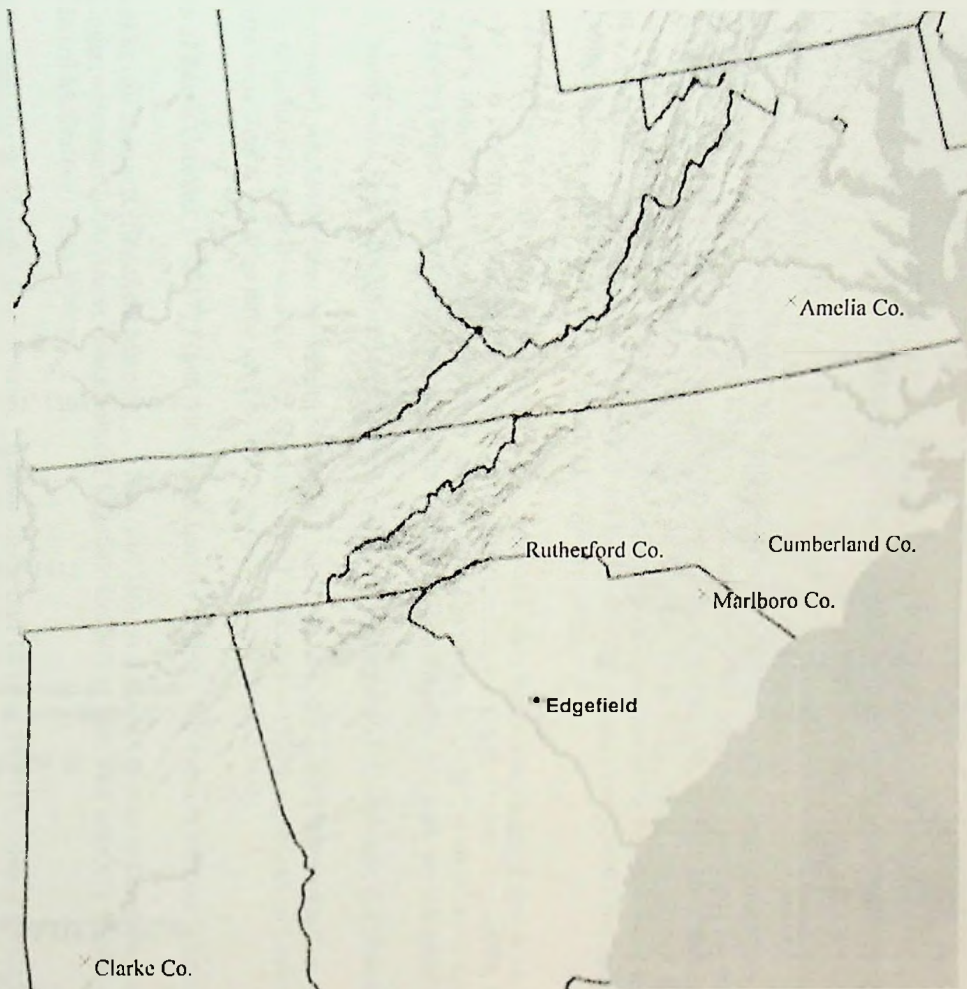 Amelia Co.
Rutherford Co.
Cumberland Co.
Marlboro Co.
Edgefield
Clarke Co.